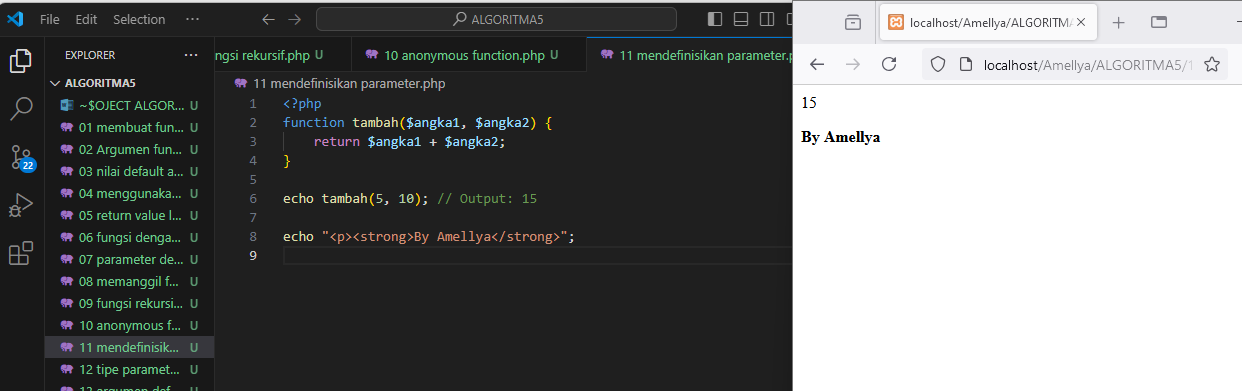 File Edit Selection ··· ALGORITMA5
EXPLORER ···
ALGORITMA5
~$OJECT ALGOR... U
01 membuat fun... U
02 Argumen fun... U
03 nilai default a... U
04 menggunaka... U
05 return value l... U
06 fungsi denga... U
07 parameter de... U
08 memanggil f... U
09 fungsi rekursi... U
10 anonymous f... U
11 mendefinisik... U
12 tipe paramet... U
22
ngsi rekursif.php U
10 anonymous function.php U
11 mendefinisikan parameter.php
11 mendefinisikan parameter.php
1 <?php
2 function tambah($angka1, $angka2) {
3 return $angka1 + $angka2;
4 }
5
6 echo tambah(5, 10); // Output: 15
7
8 echo "<p><strong>By Amellya</strong>";
9
localhost/Amellya/ALGORITMA
localhost/Amellya/ALGORITMA5/1
15
By Amellya